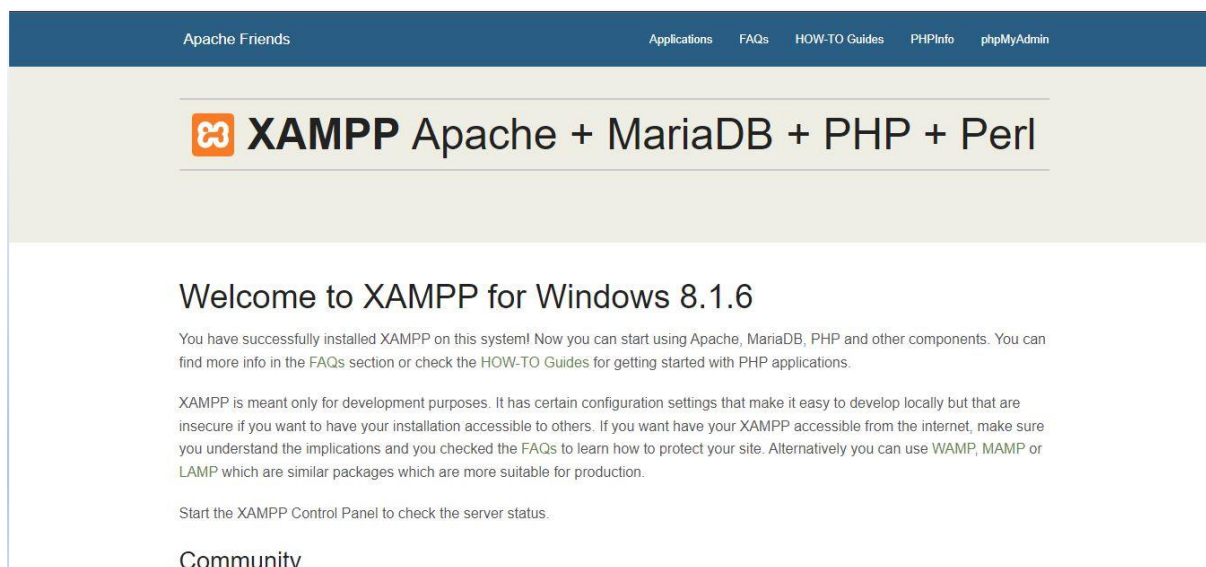 Apache Friends
Applications FAQs HOW-TO Guides PHPInfo phpMyAdmin
XAMPP Apache + MariaDB + PHP + Perl
Welcome to XAMPP for Windows 8.1.6
You have successfully installed XAMPP on this system! Now you can start using Apache, MariaDB, PHP and other components. You can
find more info in the FAQs section or check the HOW-TO Guides for getting started with PHP applications.
XAMPP is meant only for development purposes. It has certain configuration settings that make it easy to develop locally but that are
insecure if you want to have your installation accessible to others. If you want have your XAMPP accessible from the internet, make sure
you understand the implications and you checked the FAQs to learn how to protect your site. Alternatively you can use WAMP, MAMP or
LAMP which are similar packages which are more suitable for production.
Start the XAMPP Control Panel to check the server status.
Community